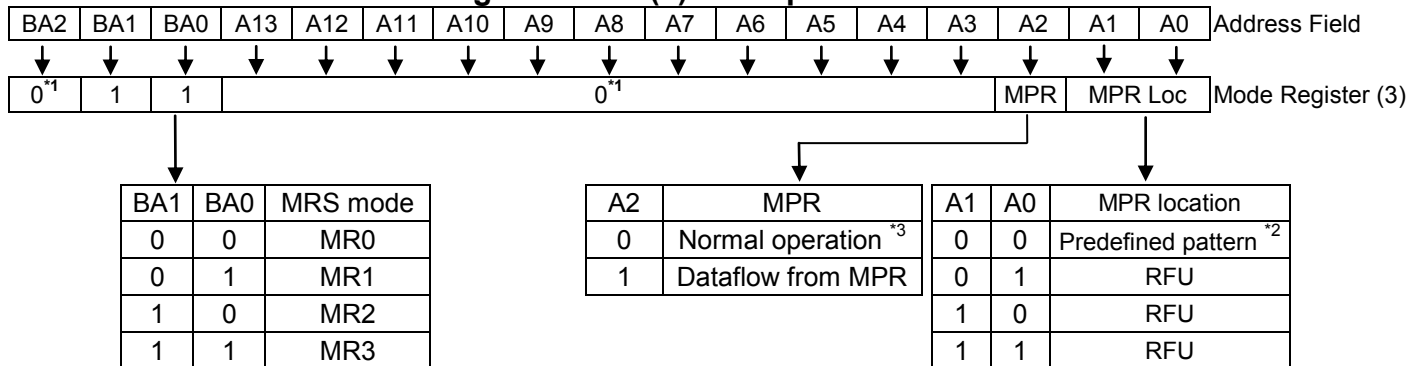 BA2 BA1 BA0 A13 A12 A11 A10 A9 A8 A7 A6 A5 A4 A3 A2 A1 A0 Address Field
0*1 1 1 0*1 MPR MPR Loc Mode Register (3)
BA1 BA0 MRS mode A2 MPR A1 A0 MPR location
0 0 MR0 0 Normal operation *3 0 0 Predefined pattern *2
0 1 MR1 1 Dataflow from MPR 0 1 RFU
1 0 MR2 1 0 RFU
1 1 MR3 1 1 RFU